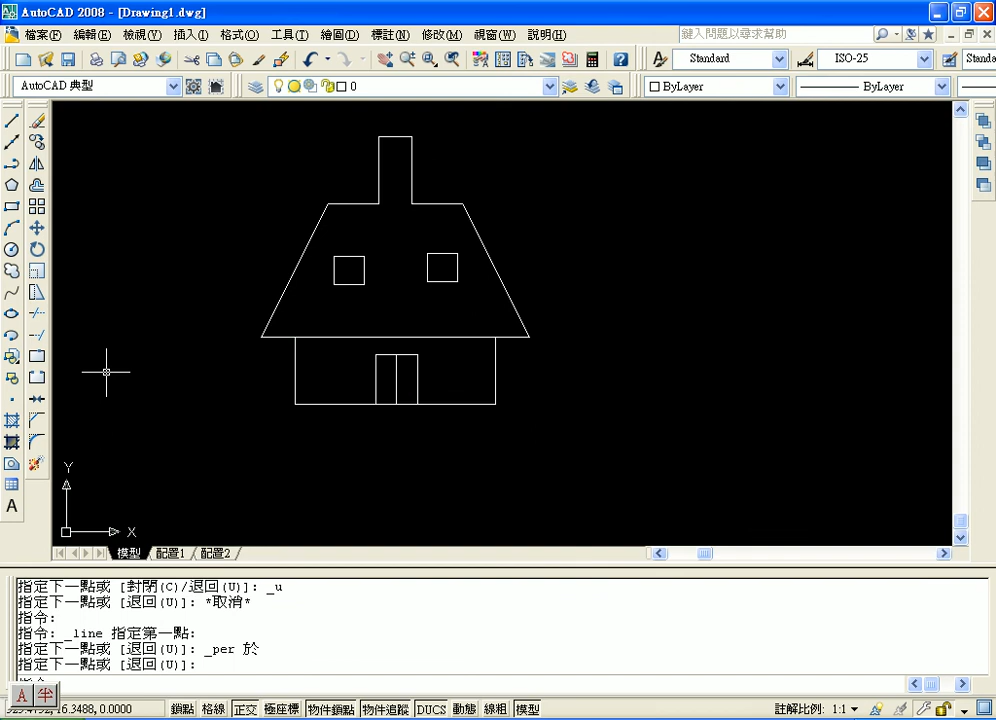 AutoCAD 2008 - [Drawing1.dwg]
檔案(F) 編輯(E) 檢視(V) 插入(I) 格式(O) 工具(T) 繪圖(D) 標註(N) 修改(M) 視窗(W) 說明(H) 鍵入問題以尋求幫助
Standard ISO-25 Standa
AutoCAD 典型 0 ByLayer ByLayer
A
Y
X
模型 配置1 配置2
指定下一點或 [封閉(C)/退回(U)]: _u
指定下一點或 [退回(U)]: *取消*
指令:
指令: _line 指定第一點:
指定下一點或 [退回(U)]: _per 於
指定下一點或 [退回(U)]:
A 半
16.3488, 0.0000 鎖點 格線 正交 極座標 物件鎖點 物件追蹤 DUCS 動態 線粗 模型 註解比例: 1:1